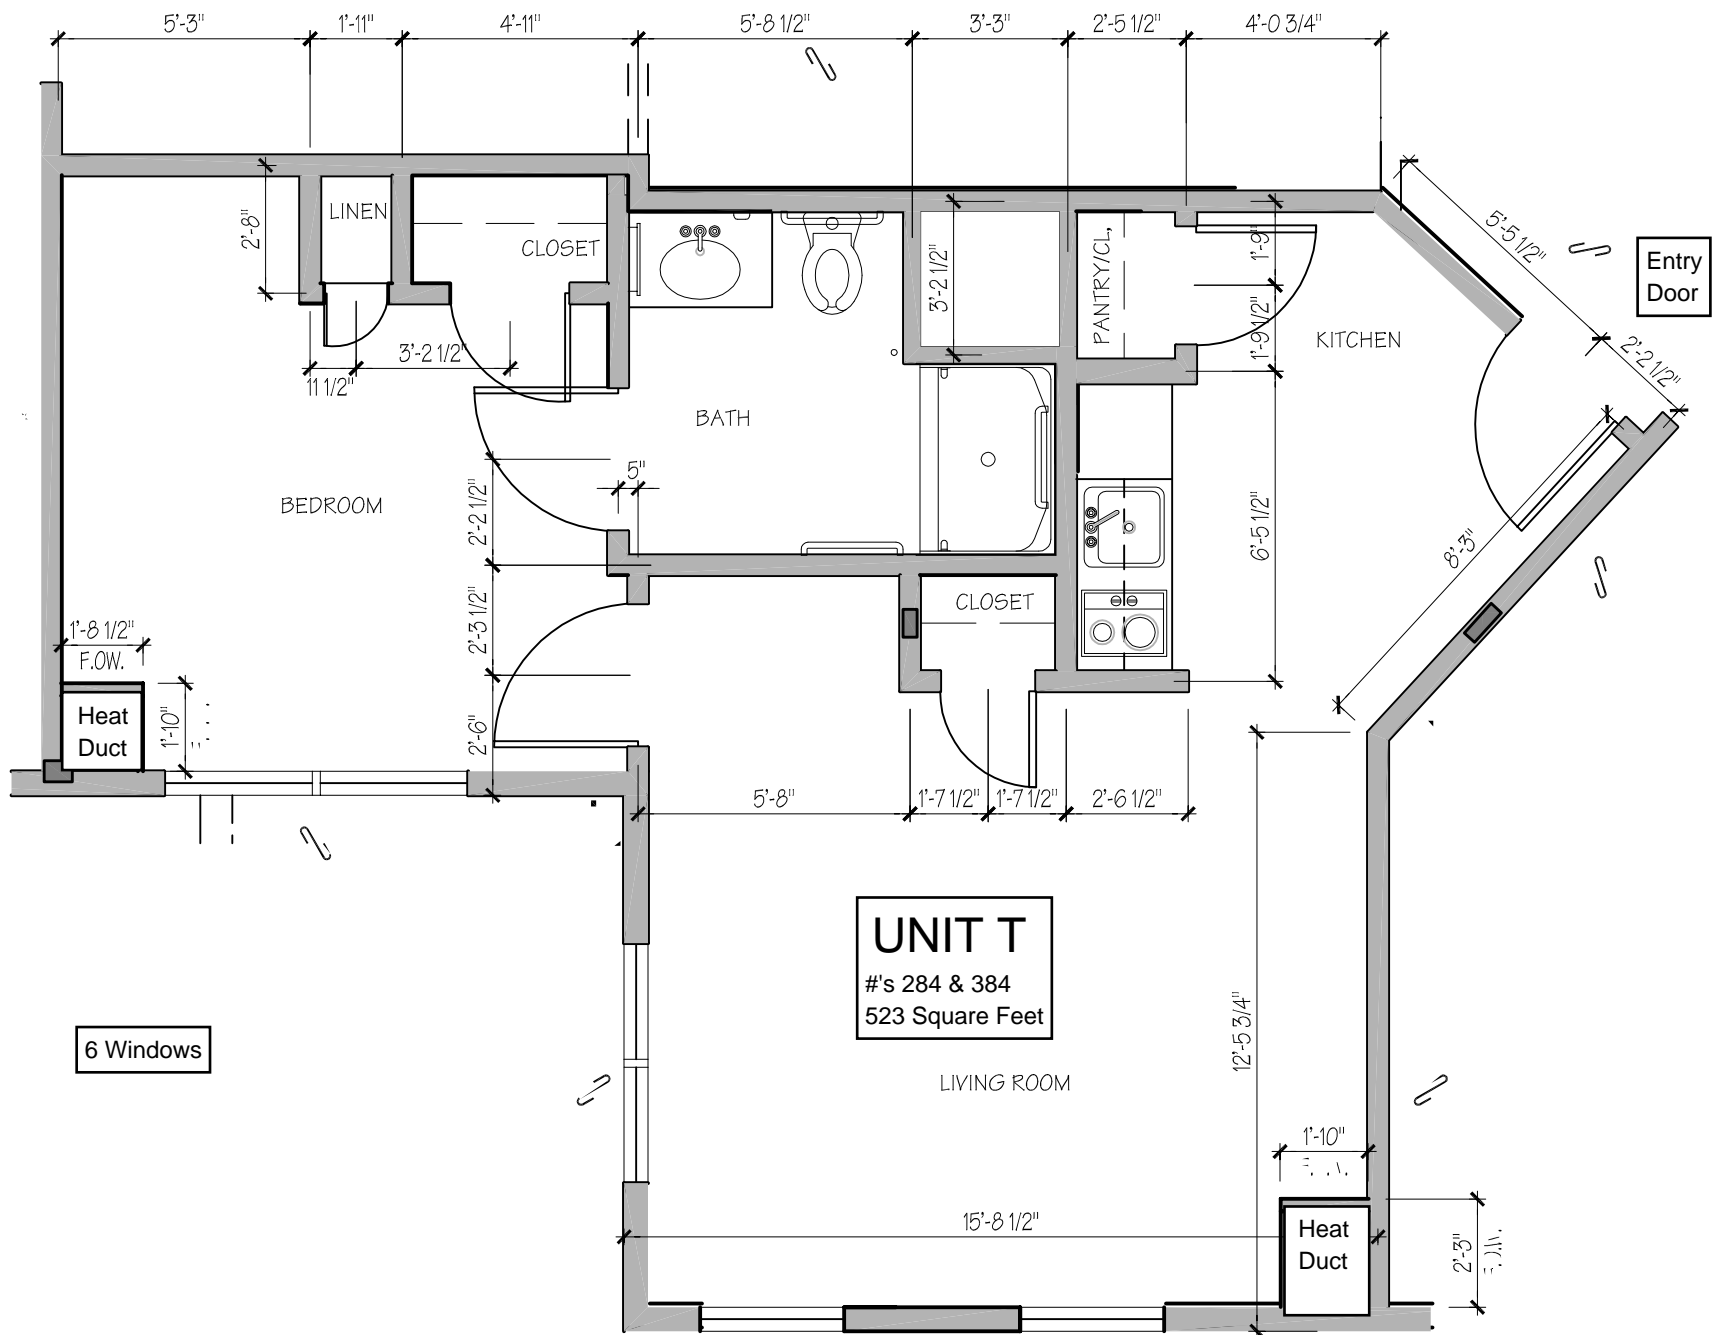 5'-3"
1'-11"
4'-11"
5'-8 1/2"
3'-3"
2'-5 1/2"
4'-0 3/4"
LINEN
CLOSET
2'-8"
3'-2 1/2"
11 1/2"
3'-2 1/2"
PANTRY/CL,
1'-9"
1'-9 1/2"
KITCHEN
5'-5 1/2"
Entry
Door
2'-2 1/2"
BATH
BEDROOM
5"
2'-2 1/2"
6'-5 1/2"
8'-3"
CLOSET
2'-3 1/2"
1'-8 1/2"
F.OW.
Heat
Duct
1'-10"
2'-6"
5'-8"
1'-7 1/2"
1'-7 1/2"
2'-6 1/2"
UNIT T
#'s 284 & 384
523 Square Feet
6 Windows
LIVING ROOM
12'-5 3/4"
1'-10"
15'-8 1/2"
Heat
Duct
2'-3"